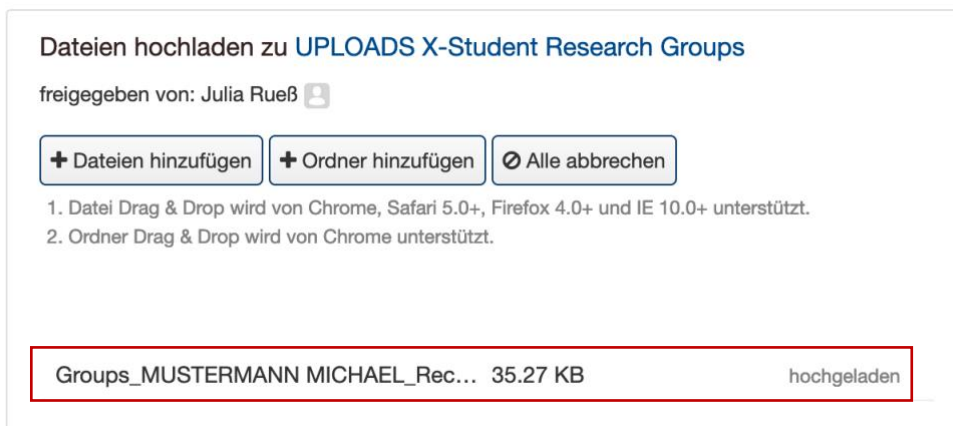 Dateien hochladen zu UPLOADS X-Student Research Groups
freigegeben von: Julia Rueß
+ Dateien hinzufügen + Ordner hinzufügen Alle abbrechen
1. Datei Drag & Drop wird von Chrome, Safari 5.0+, Firefox 4.0+ und IE 10.0+ unterstützt.
2. Ordner Drag & Drop wird von Chrome unterstützt.
Groups_MUSTERMANN MICHAEL_Rec... 35.27 KB hochgeladen